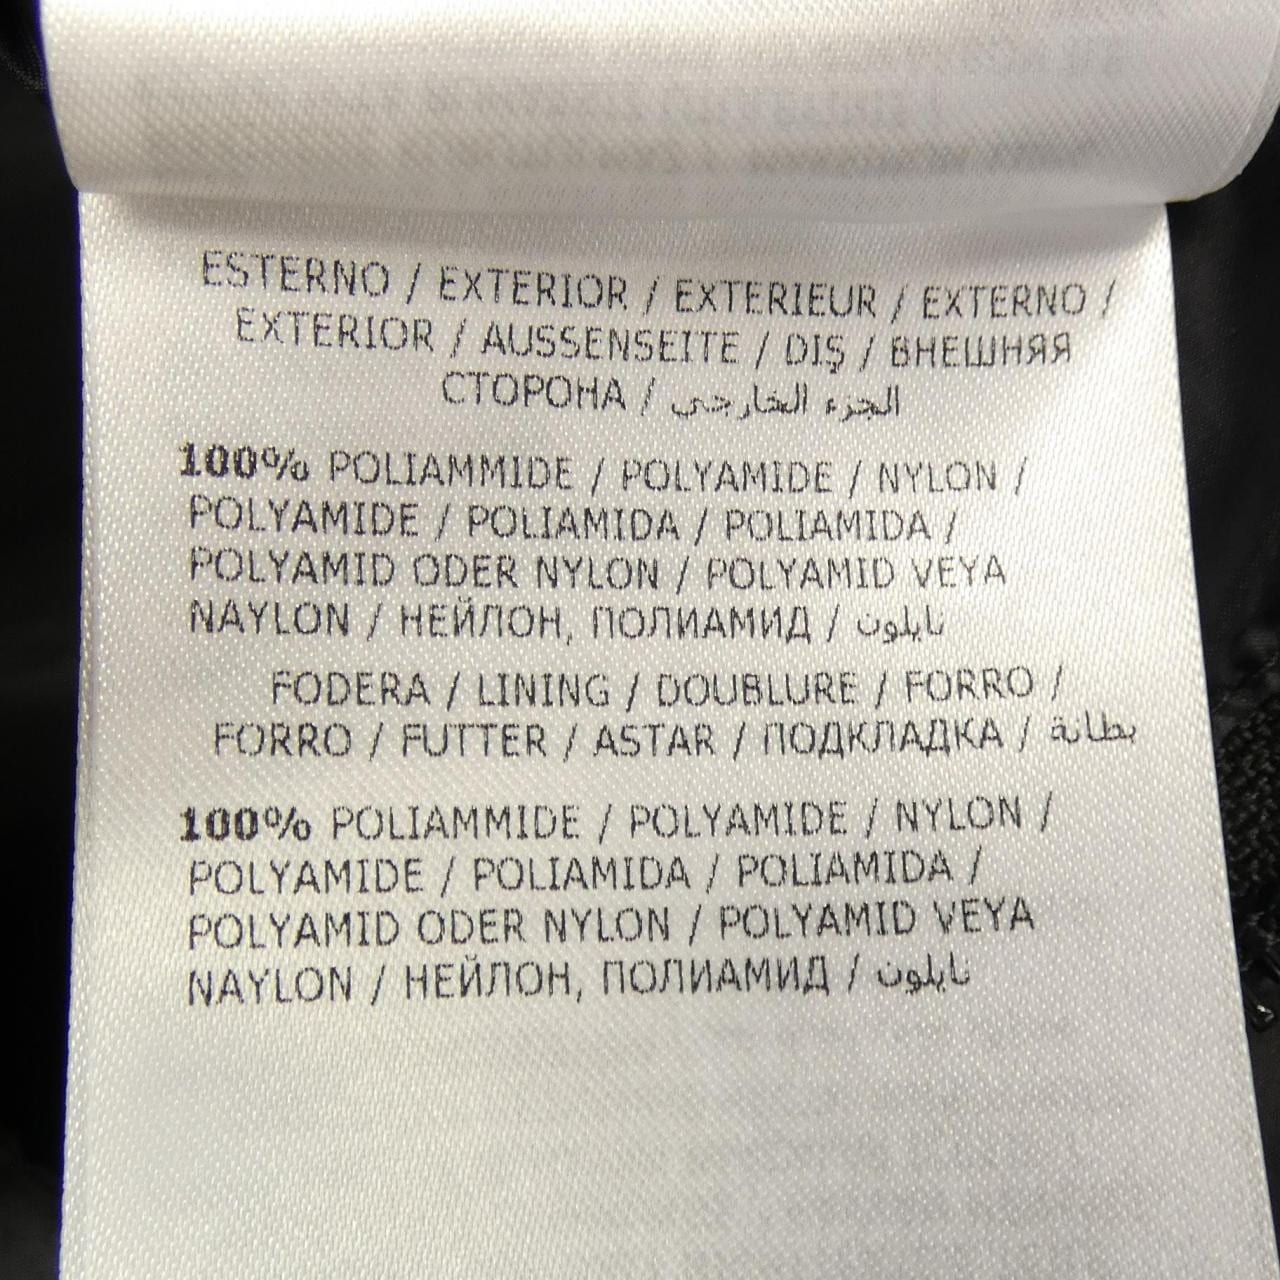 ESTERNO / EXTERIOR / EXTERIEUR / EXTERNO /
EXTERIOR / AUSSENSEITE / DIŞ / ВНЕШНЯЯ
СТОРОНА / الجزء الخارجي
100% POLIAMMIDE / POLYAMIDE / NYLON /
POLYAMIDE / POLIAMIDA / POLIAMIDA /
POLYAMID ODER NYLON / POLYAMID VEYA
NAYLON / НЕЙЛОН, ПОЛИАМИД / نايلون
FODERA / LINING / DOUBLURE / FORRO /
FORRO / FUTTER / ASTAR / ПОДКЛАДКА / بطانة
100% POLIAMMIDE / POLYAMIDE / NYLON /
POLYAMIDE / POLIAMIDA / POLIAMIDA /
POLYAMID ODER NYLON / POLYAMID VEYA
NAYLON / НЕЙЛОН, ПОЛИАМИД / نايلون